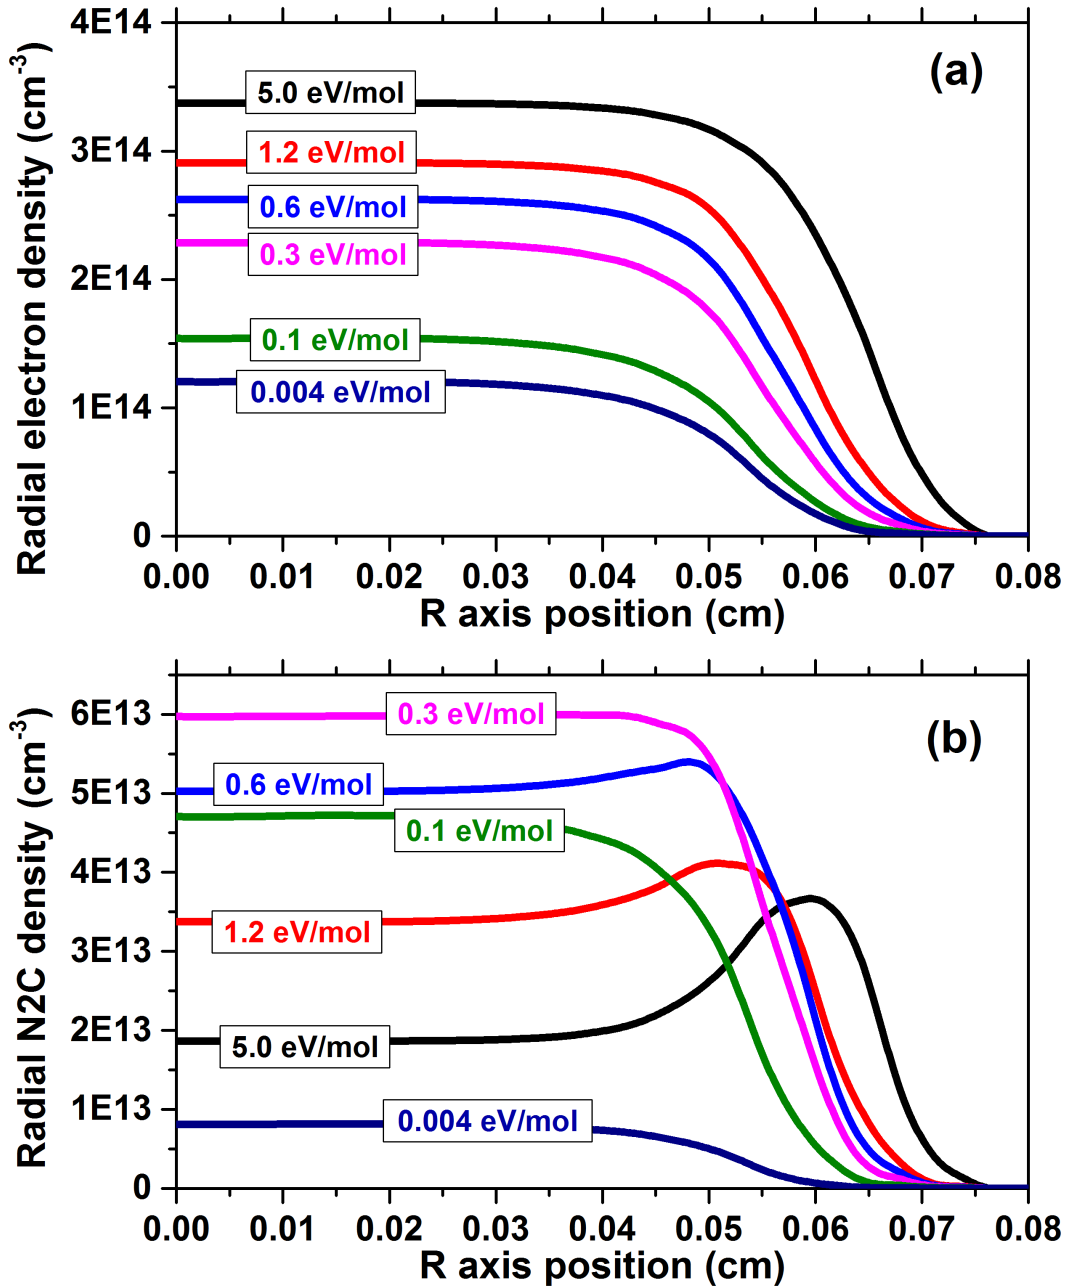 (a)
Radial electron density (cm-3)
4E14
3E14
2E14
1E14
0
5.0 eV/mol
1.2 eV/mol
0.6 eV/mol
0.3 eV/mol
0.1 eV/mol
0.004 eV/mol
0.00 0.01 0.02 0.03 0.04 0.05 0.06 0.07 0.08
R axis position (cm)
(b)
Radial N2C density (cm-3)
6E13
5E13
4E13
3E13
2E13
1E13
0
0.3 eV/mol
0.6 eV/mol
0.1 eV/mol
1.2 eV/mol
5.0 eV/mol
0.004 eV/mol
0.00 0.01 0.02 0.03 0.04 0.05 0.06 0.07 0.08
R axis position (cm)